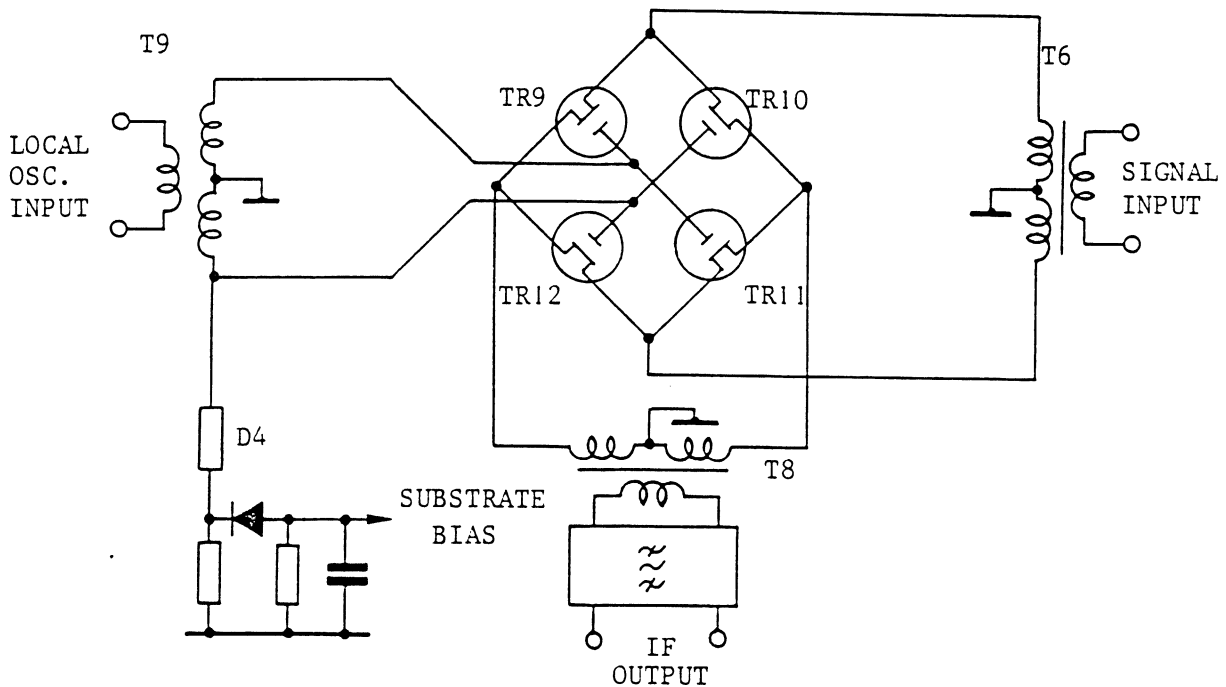 T9
T6
TR9
TR10
LOCAL
OSC.
INPUT
SIGNAL
INPUT
TR12
TR11
D4
T8
SUBSTRATE
BIAS
IF
OUTPUT